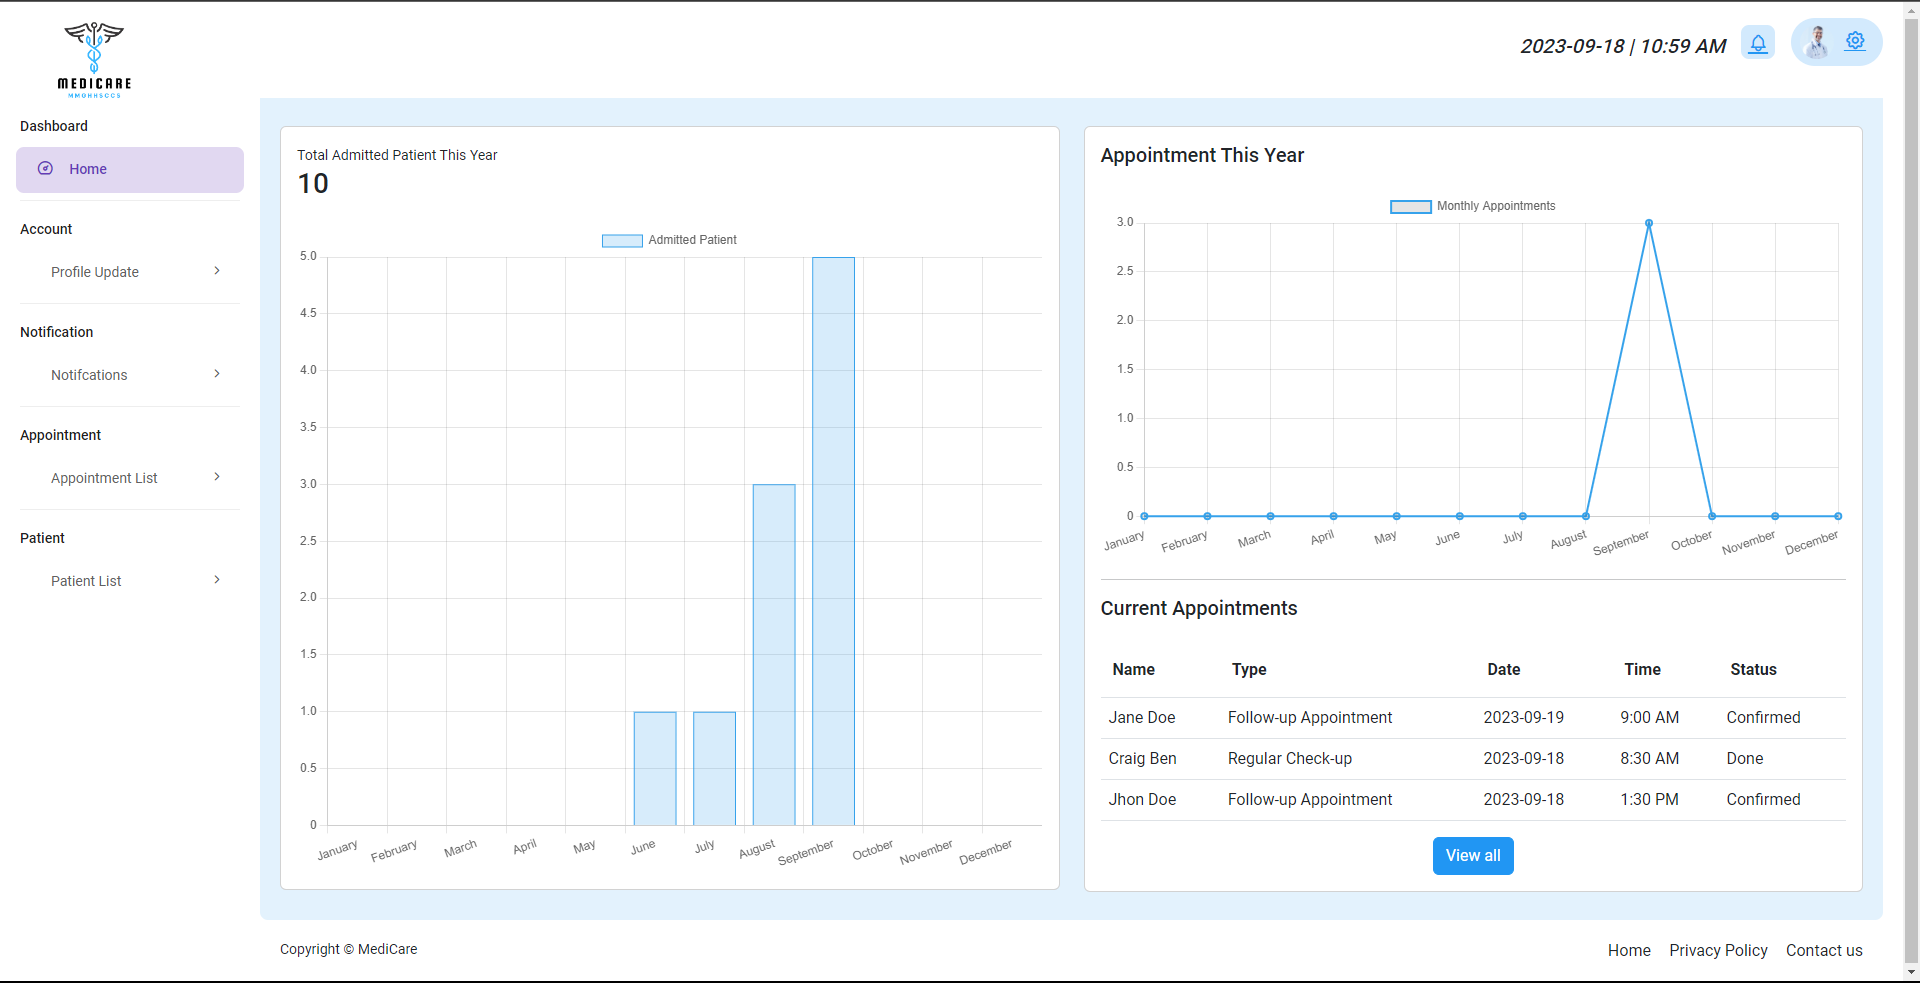 MEDICARE
MMOHHSCCS
2023-09-18 | 10:59 AM
Dashboard
Home
Account
Profile Update
Notification
Notifcations
Appointment
Appointment List
Patient
Patient List
Total Admitted Patient This Year
10
Admitted Patient
5.0
4.5
4.0
3.5
3.0
2.5
2.0
1.5
1.0
0.5
0
January February March April May June July August September October November December
Appointment This Year
Monthly Appointments
3.0
2.5
2.0
1.5
1.0
0.5
0
January February March April May June July August September October November December
Current Appointments
Name Type Date Time Status
Jane Doe Follow-up Appointment 2023-09-19 9:00 AM Confirmed
Craig Ben Regular Check-up 2023-09-18 8:30 AM Done
Jhon Doe Follow-up Appointment 2023-09-18 1:30 PM Confirmed
View all
Copyright © MediCare
Home Privacy Policy Contact us